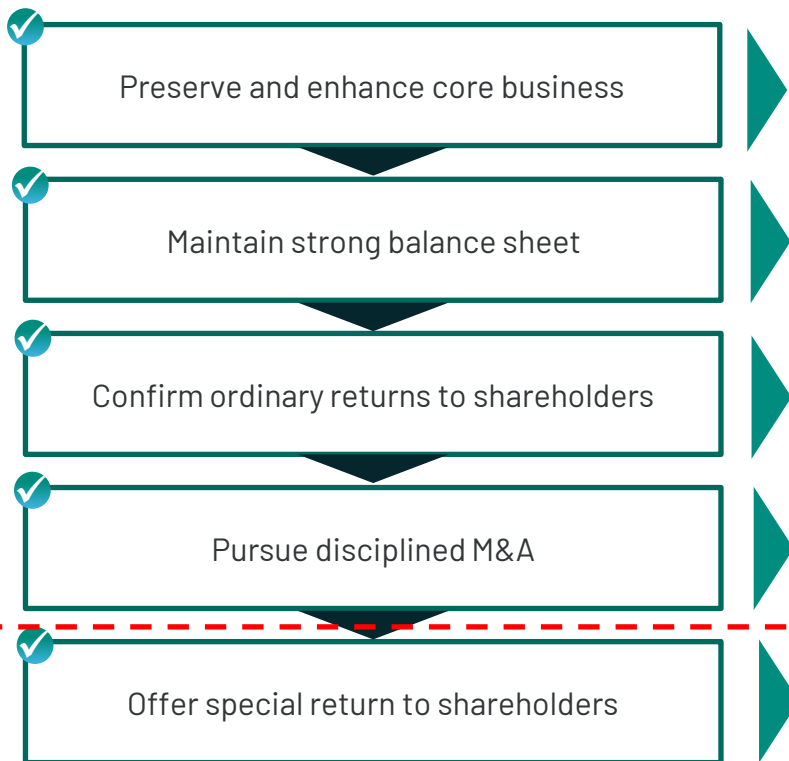 Preserve and enhance core business
Maintain strong balance sheet
Confirm ordinary returns to shareholders
Pursue disciplined M&A
Offer special return to shareholders